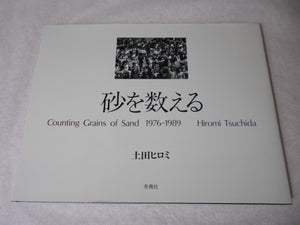 砂を数える
Counting Grains of Sand 1976-1989 Hiromi Tsuchida
土田ヒロミ
冬青社